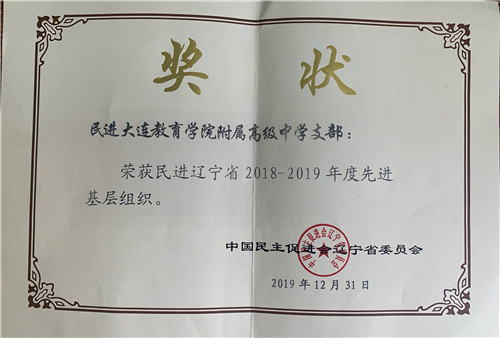 奖 状
民进大连教育学院附属高级中学支部：
荣获民进辽宁省2018-2019年度先进
基层组织。
中国民主促进会辽宁省委员会
2019年12月31日